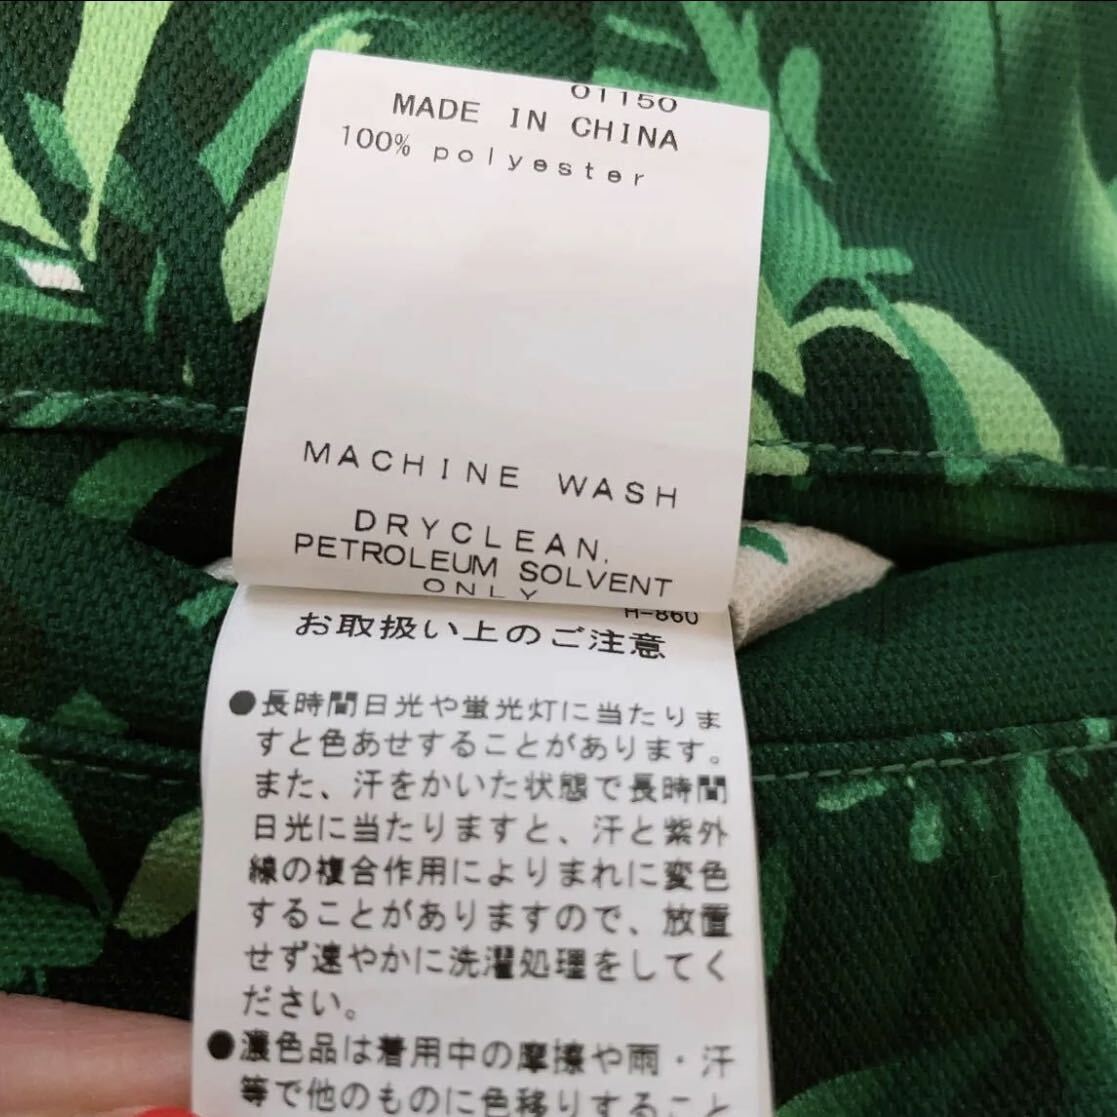 01150
MADE IN CHINA
100% polyester
MACHINE WASH
DRYCLEAN,
PETROLEUM SOLVENT
ONLY
H-860
お取扱い上のご注意
●長時間日光や蛍光灯に当たりま
すと色あせすることがあります。
また、汗をかいた状態で長時間
日光に当たりますと、汗と紫外
線の複合作用によりまれに変色
することがありますので、放置
せず速やかに洗濯処理をしてく
ださい。
●濃色品は着用中の摩擦や雨・汗
等で他のものに色移りすること